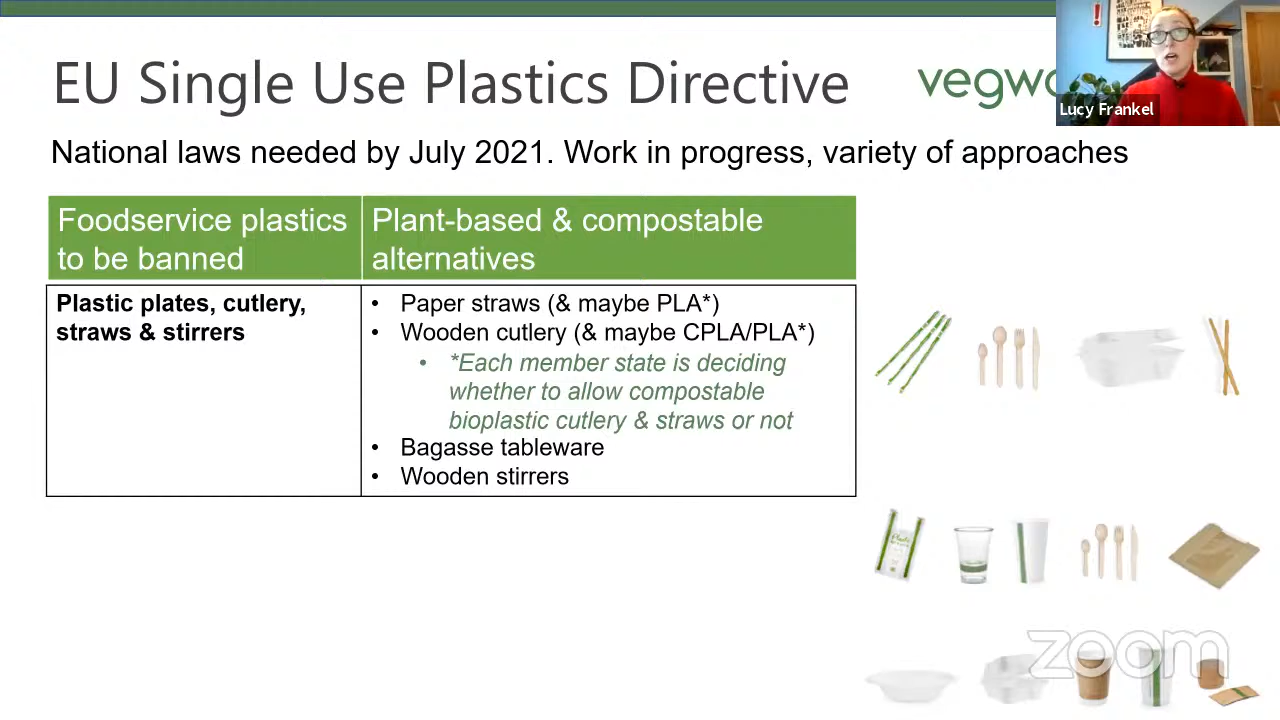 EU Single Use Plastics Directive
vegwa
Lucy Frankel
National laws needed by July 2021. Work in progress, variety of approaches
Foodservice plastics
to be banned
Plant-based & compostable
alternatives
Plastic plates, cutlery,
straws & stirrers
• Paper straws (& maybe PLA*)
• Wooden cutlery (& maybe CPLA/PLA*)
• *Each member state is deciding
whether to allow compostable
bioplastic cutlery & straws or not
• Bagasse tableware
• Wooden stirrers
zoom